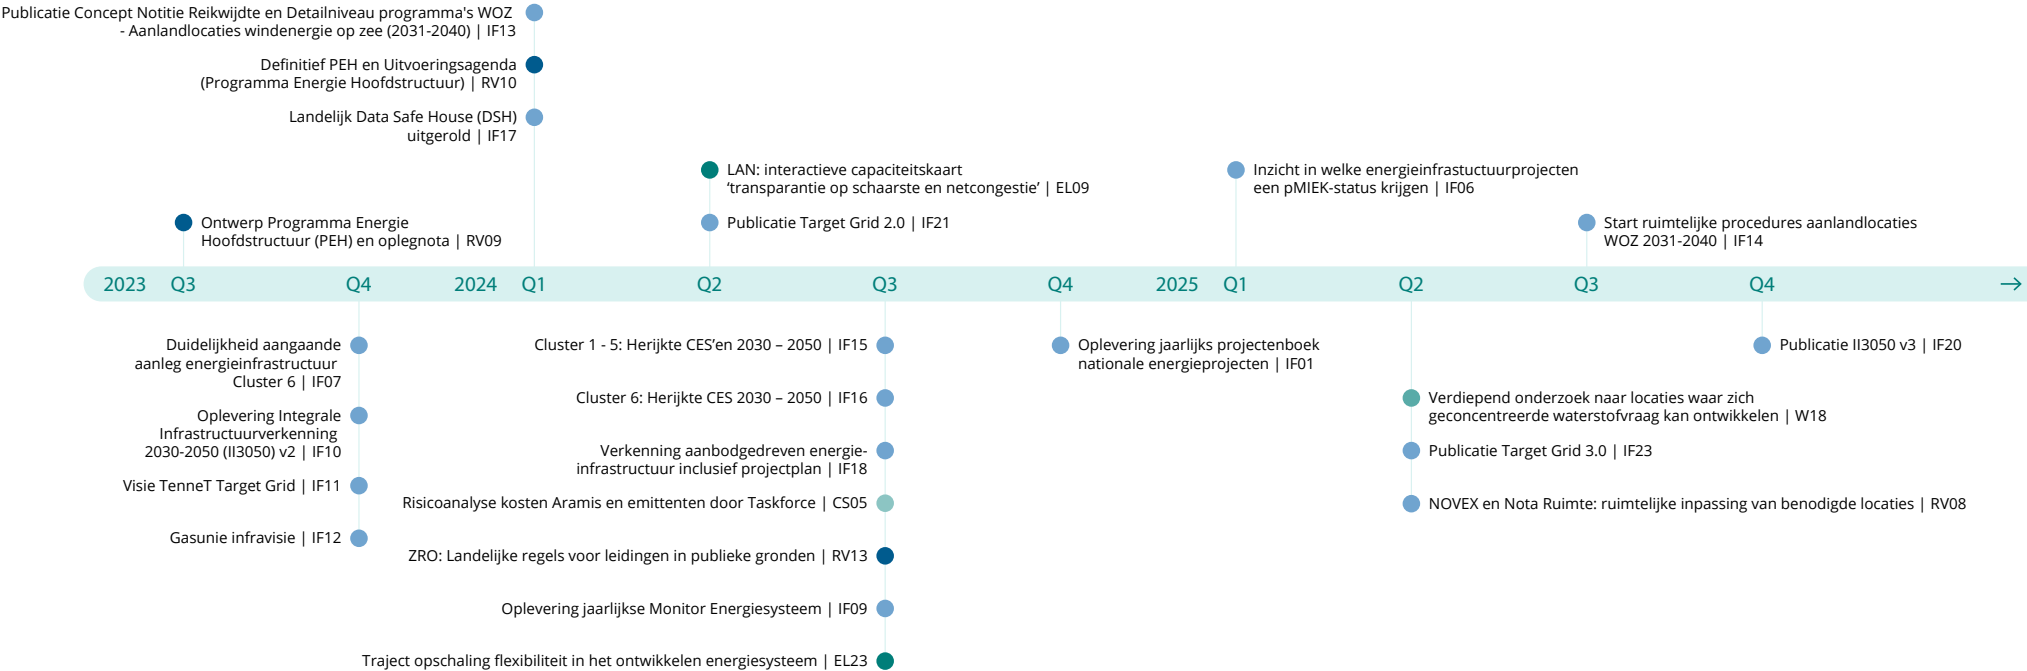 Publicatie Concept Notitie Reikwijdte en Detailniveau programma's WOZ
- Aanlandlocaties windenergie op zee (2031-2040) | IF13
Definitief PEH en Uitvoeringsagenda
(Programma Energie Hoofdstructuur) | RV10
Landelijk Data Safe House (DSH)
uitgerold | IF17
LAN: interactieve capaciteitskaart
‘transparantie op schaarste en netcongestie’ | EL09
Inzicht in welke energieinfrastuctuurprojecten
een pMIEK-status krijgen | IF06
Ontwerp Programma Energie
Hoofdstructuur (PEH) en oplegnota | RV09
Publicatie Target Grid 2.0 | IF21
Start ruimtelijke procedures aanlandlocaties
WOZ 2031-2040 | IF14
2023 Q3 Q4 2024 Q1 Q2 Q3 Q4 2025 Q1 Q2 Q3 Q4 →
Duidelijkheid aangaande
aanleg energieinfrastructuur
Cluster 6 | IF07
Oplevering Integrale
Infrastructuurverkenning
2030-2050 (II3050) v2 | IF10
Visie TenneT Target Grid | IF11
Gasunie infravisie | IF12
Cluster 1 - 5: Herijkte CES’en 2030 – 2050 | IF15
Cluster 6: Herijkte CES 2030 – 2050 | IF16
Verkenning aanbodgedreven energie-
infrastructuur inclusief projectplan | IF18
Risicoanalyse kosten Aramis en emittenten door Taskforce | CS05
ZRO: Landelijke regels voor leidingen in publieke gronden | RV13
Oplevering jaarlijkse Monitor Energiesysteem | IF09
Traject opschaling flexibiliteit in het ontwikkelen energiesysteem | EL23
Oplevering jaarlijks projectenboek
nationale energieprojecten | IF01
Verdiepend onderzoek naar locaties waar zich
geconcentreerde waterstofvraag kan ontwikkelen | W18
Publicatie Target Grid 3.0 | IF23
NOVEX en Nota Ruimte: ruimtelijke inpassing van benodigde locaties | RV08
Publicatie II3050 v3 | IF20